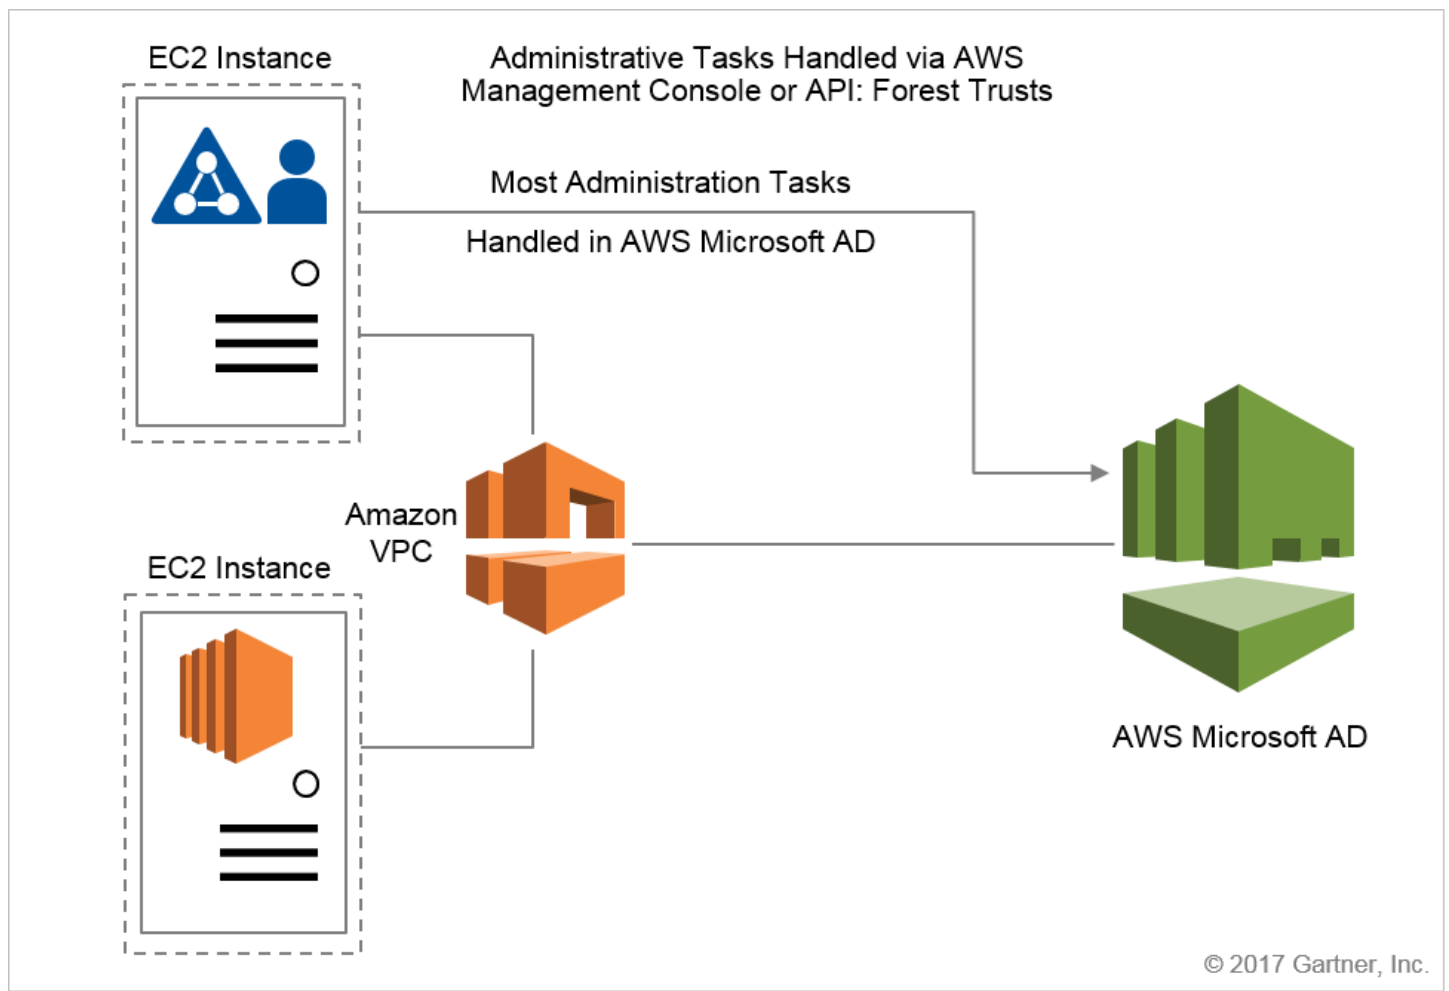 EC2 Instance
Administrative Tasks Handled via AWS
Management Console or API: Forest Trusts
Most Administration Tasks
Handled in AWS Microsoft AD
Amazon
VPC
EC2 Instance
AWS Microsoft AD
© 2017 Gartner, Inc.